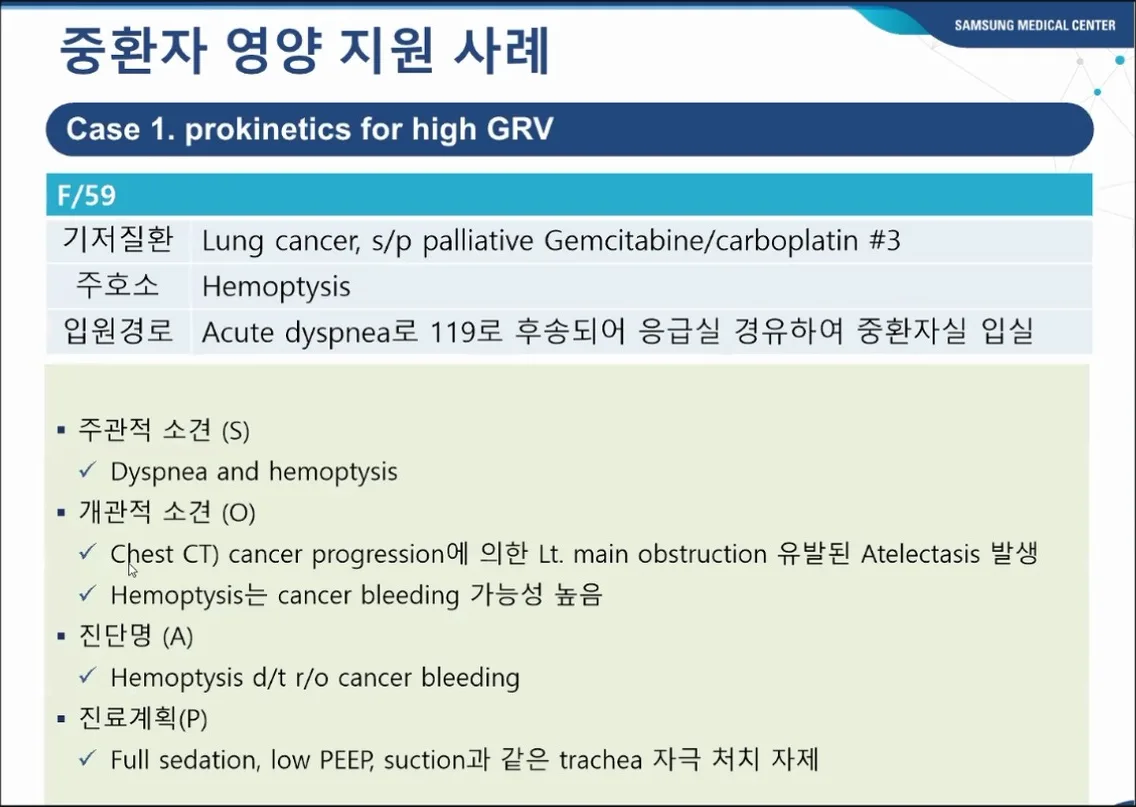 SAMSUNG MEDICAL CENTER
중환자 영양 지원 사례
Case 1. prokinetics for high GRV
F/59
기저질환 Lung cancer, s/p palliative Gemcitabine/carboplatin #3
주호소 Hemoptysis
입원경로 Acute dyspnea로 119로 후송되어 응급실 경유하여 중환자실 입실
▪ 주관적 소견 (S)
✓ Dyspnea and hemoptysis
▪ 개관적 소견 (O)
✓ Chest CT) cancer progression에 의한 Lt. main obstruction 유발된 Atelectasis 발생
✓ Hemoptysis는 cancer bleeding 가능성 높음
▪ 진단명 (A)
✓ Hemoptysis d/t r/o cancer bleeding
▪ 진료계획(P)
✓ Full sedation, low PEEP, suction과 같은 trachea 자극 처치 자제